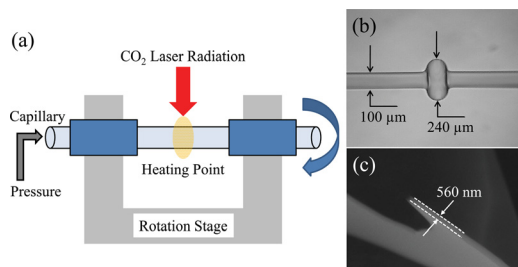 (a)
CO2 Laser Radiation
Capillary
Pressure
Heating Point
Rotation Stage
(b)
100 µm
240 µm
(c)
560 nm